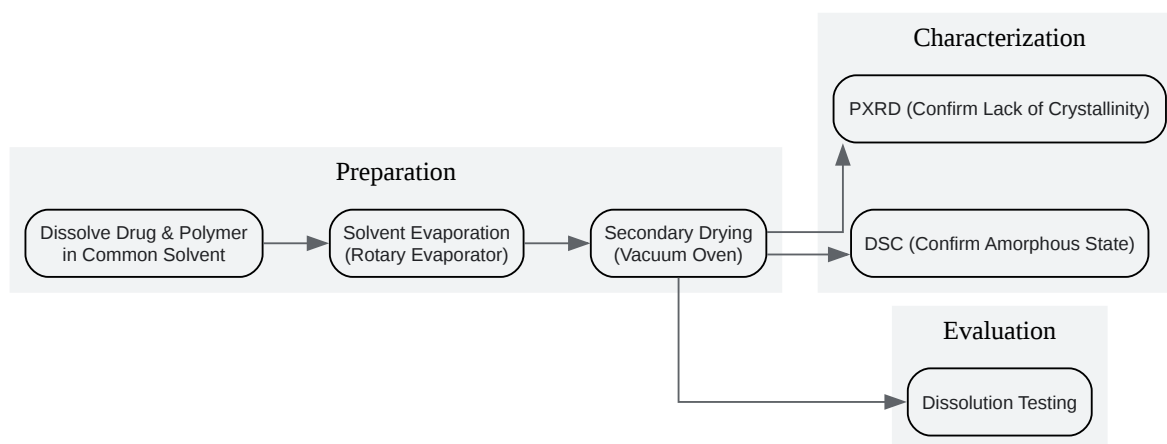 Preparation
Dissolve Drug & Polymer
in Common Solvent
Solvent Evaporation
(Rotary Evaporator)
Secondary Drying
(Vacuum Oven)
Characterization
PXRD (Confirm Lack of Crystallinity)
DSC (Confirm Amorphous State)
Evaluation
Dissolution Testing